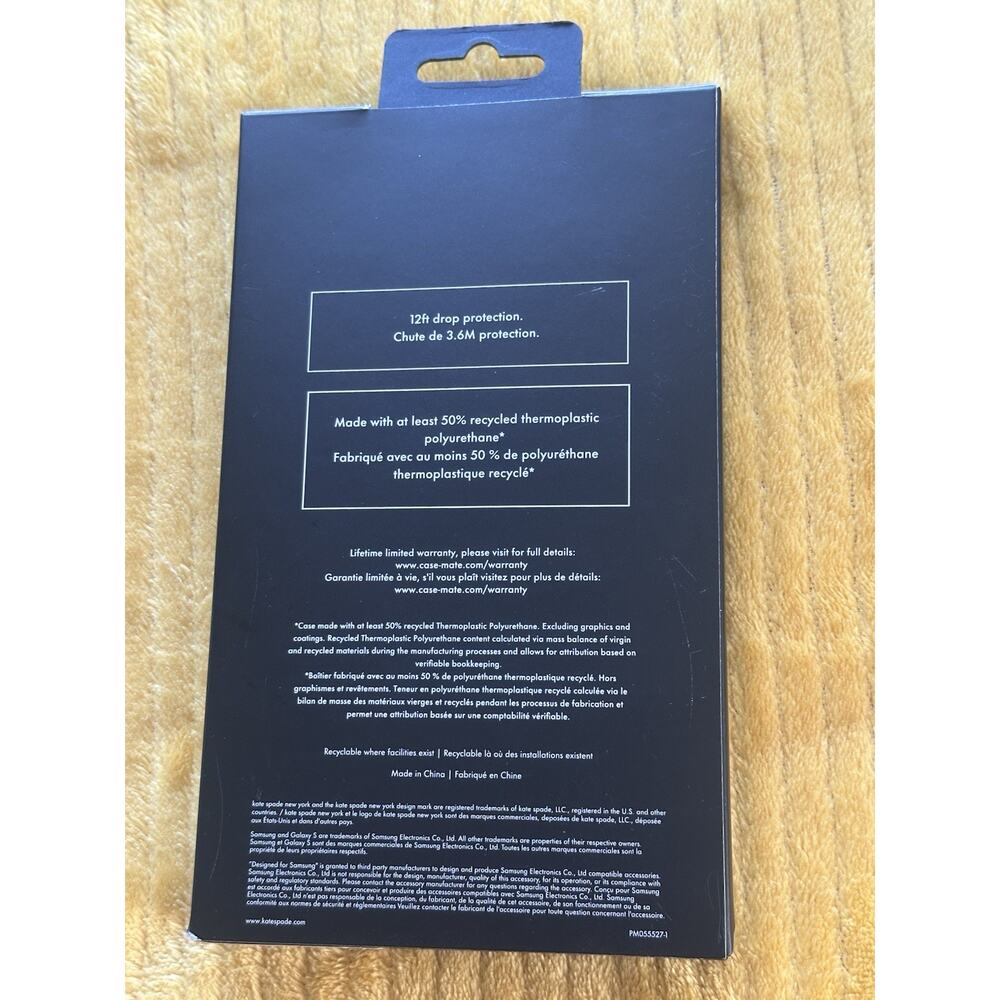 12ft drop protection.
Chute de 3.6M protection.
Made with at least 50% recycled thermoplastic
polyurethane*
Fabriqué avec au moins 50 % de polyuréthane
thermoplastique recyclé*
Lifetime limited warranty, please visit for full details:
www.case-mate.com/warranty
Garantie limitée à vie, s'il vous plaît visitez pour plus de détails:
www.case-mate.com/warranty
*Case made with at least 50% recycled Thermoplastic Polyurethane. Excluding graphics and
coatings. Recycled Thermoplastic Polyurethane content calculated via mass balance of virgin
and recycled materials during the manufacturing processes and allows for attribution based on
verifiable bookkeeping.
*Boîtier fabriqué avec au moins 50 % de polyuréthane thermoplastique recyclé. Hors
graphismes et revêtements. Teneur en polyuréthane thermoplastique recyclé calculée via le
bilan de masse des matériaux vierges et recyclés pendant les processus de fabrication et
permet une attribution basée sur une comptabilité vérifiable.
Recyclable where facilities exist | Recyclable là où des installations existent
Made in China | Fabriqué en Chine
kate spade new york and the kate spade new york design mark are registered trademarks of kate spade, LLC., registered in the U.S. and other
countries. / kate spade new york et le logo de kate spade new york sont des marques commerciales, deposées de kate spade, LLC., déposée
aux États-Unis et dans d'autres pays.
Samsung and Galaxy S are trademarks of Samsung Electronics Co., Ltd. All other trademarks are properties of their respective owners.
Samsung et Galaxy S sont des marques commerciales de Samsung Electronics Co., Ltd. Toutes les autres marques commerciales sont la
propriété de leurs propriétaires respectifs.
"Designed for Samsung" is granted to third party manufacturers to design and produce Samsung Electronics Co., Ltd compatible accessories.
Samsung Electronics Co., Ltd is not responsible for the design, manufacturer, quality of this accessory, for its operation, or its compliance with
safety and regulatory standards. Please contact the accessory manufacturer for any questions regarding the accessory. Conçu pour Samsung
est accordé aux fabricants tiers pour concevoir et produire des accessoires compatibles avec Samsung Electronics Co., Ltd. Samsung
Electronics Co., Ltd n'est pas responsable de la conception, du fabricant, de la qualité de cet accessoire, de son fonctionnement ou de sa
conformité aux normes de sécurité et réglementaires Veuillez contacter le fabricant de l'accessoire pour toute question concernant l'accessoire.
www.katespade.com
PM055527-1